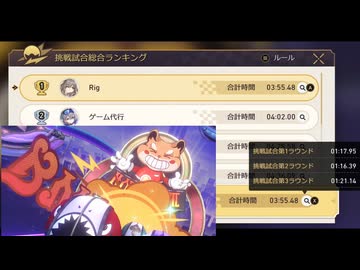 挑戦試合総合ランキング
ルール
1
Rig
合計時間 03:55.48
2
ゲーム代行
合計時間 04:02.00
挑戦試合第1ラウンド 01:17.95
挑戦試合第2ラウンド 01:16.39
挑戦試合第3ラウンド 01:21.14
合計時間 03:55.48